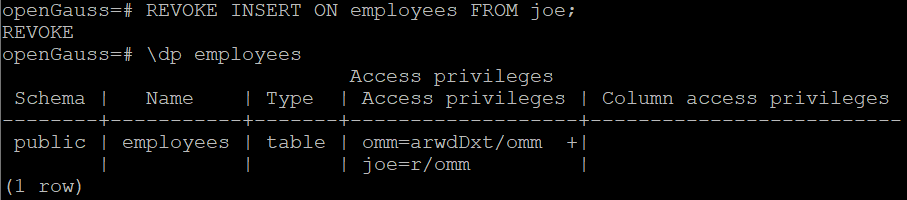 openGauss=# REVOKE INSERT ON employees FROM joe;
REVOKE
openGauss=# \dp employees
                               Access privileges
 Schema |   Name    | Type  | Access privileges | Column access privileges
--------+-----------+-------+-------------------+--------------------------
 public | employees | table | omm=arwdDxt/omm  +|
        |           |       | joe=r/omm
(1 row)